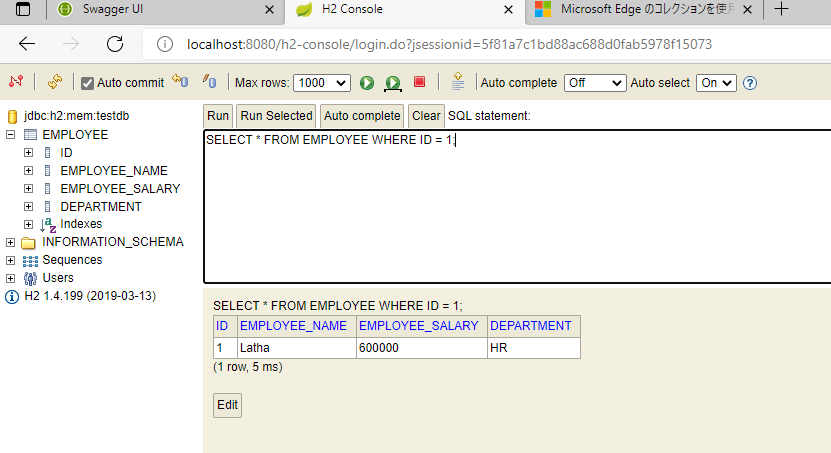 Swagger UI
H2 Console
Microsoft Edge のコレクションを使用
localhost:8080/h2-console/login.do?jsessionid=5f81a7c1bd88ac688d0fab5978f15073
Auto commit
Max rows: 1000
Auto complete Off
Auto select On
jdbc:h2:mem:testdb
EMPLOYEE
ID
EMPLOYEE_NAME
EMPLOYEE_SALARY
DEPARTMENT
Indexes
INFORMATION_SCHEMA
Sequences
Users
H2 1.4.199 (2019-03-13)
Run Run Selected Auto complete Clear SQL statement:
SELECT * FROM EMPLOYEE WHERE ID = 1;
SELECT * FROM EMPLOYEE WHERE ID = 1;
ID EMPLOYEE_NAME EMPLOYEE_SALARY DEPARTMENT
1 Latha 600000 HR
(1 row, 5 ms)
Edit